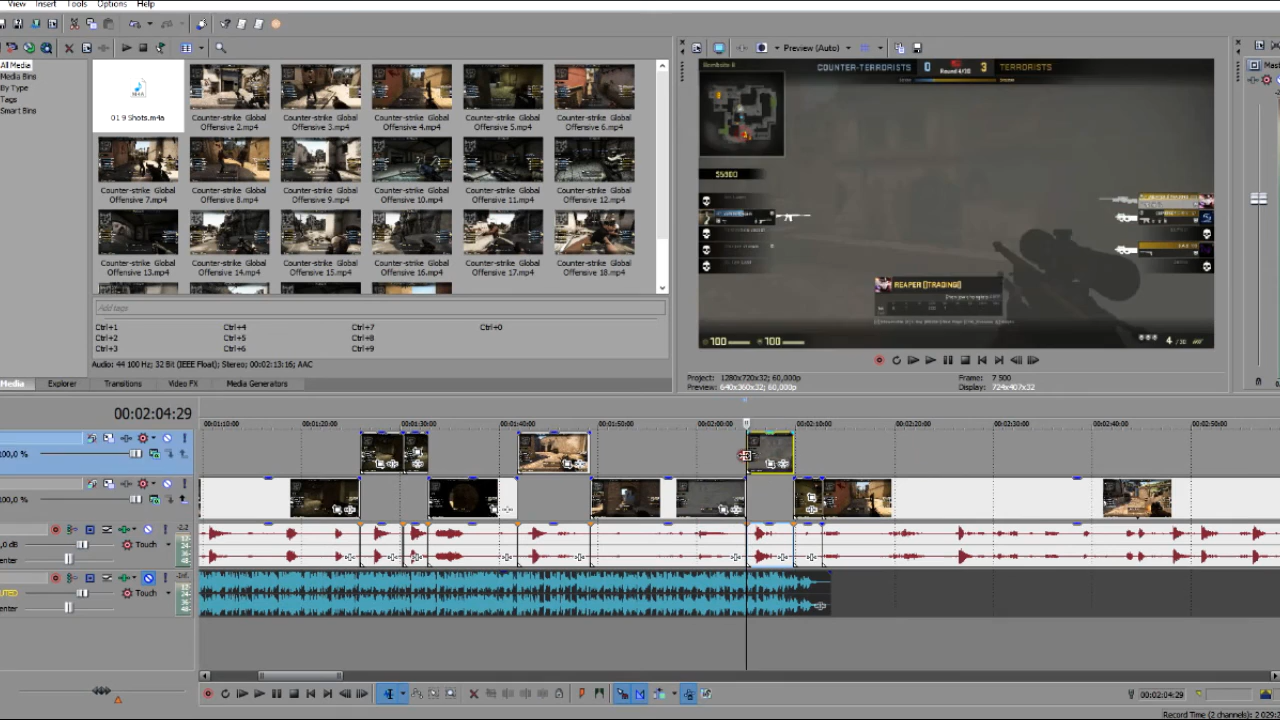 View Insert Tools Options Help
Preview (Auto)
All Media
Media Bins
By Type
Tags
Smart Bins
01 9 Shots.m4a
Counter-strike Global Offensive 2.mp4
Counter-strike Global Offensive 3.mp4
Counter-strike Global Offensive 4.mp4
Counter-strike Global Offensive 5.mp4
Counter-strike Global Offensive 6.mp4
Counter-strike Global Offensive 7.mp4
Counter-strike Global Offensive 8.mp4
Counter-strike Global Offensive 9.mp4
Counter-strike Global Offensive 10.mp4
Counter-strike Global Offensive 11.mp4
Counter-strike Global Offensive 12.mp4
Counter-strike Global Offensive 13.mp4
Counter-strike Global Offensive 14.mp4
Counter-strike Global Offensive 15.mp4
Counter-strike Global Offensive 16.mp4
Counter-strike Global Offensive 17.mp4
Counter-strike Global Offensive 18.mp4
Add tags
Ctrl+1 Ctrl+4 Ctrl+7 Ctrl+0
Ctrl+2 Ctrl+5 Ctrl+8
Ctrl+3 Ctrl+6 Ctrl+9
Audio: 44 100 Hz; 32 Bit (IEEE Float); Stereo; 00:02:13:16; AAC
Media Explorer Transitions Video FX Media Generators
COUNTER-TERRORISTS 0 Round 4/30 3 TERRORISTS
REAPER [TRADING]
100 100 4
Project: 1280x720x32; 60,000p Frame: 7 500
Preview: 640x360x32; 60,000p Display: 724x407x32
00:02:04:29
00:01:10:00 00:01:20:00 00:01:30:00 00:01:40:00 00:01:50:00 00:02:00:00 00:02:10:00 00:02:20:00 00:02:30:00 00:02:40:00 00:02:50:00
100,0 %
100,0 %
-2.2
0 dB Touch
Center
-Inf.
MUTED Touch
Center
00:02:04:29
Record Time (2 channels):